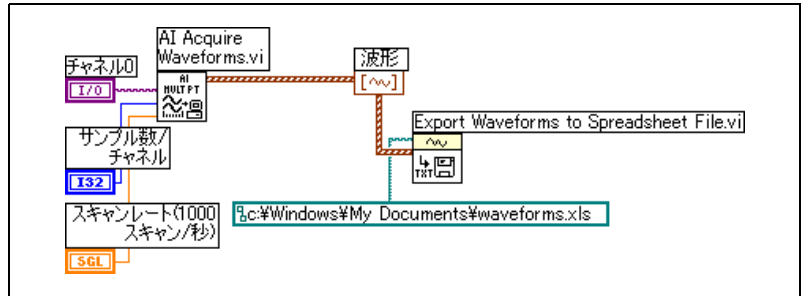 AI Acquire
Waveforms.vi
チャネル0
I/O
AI
MULT PT
波形
サンプル数/
チャネル
I32
Export Waveforms to Spreadsheet File.vi
TXT
スキャンレート(1000
スキャン/秒)
SGL
c:¥Windows¥My Documents¥waveforms.xls